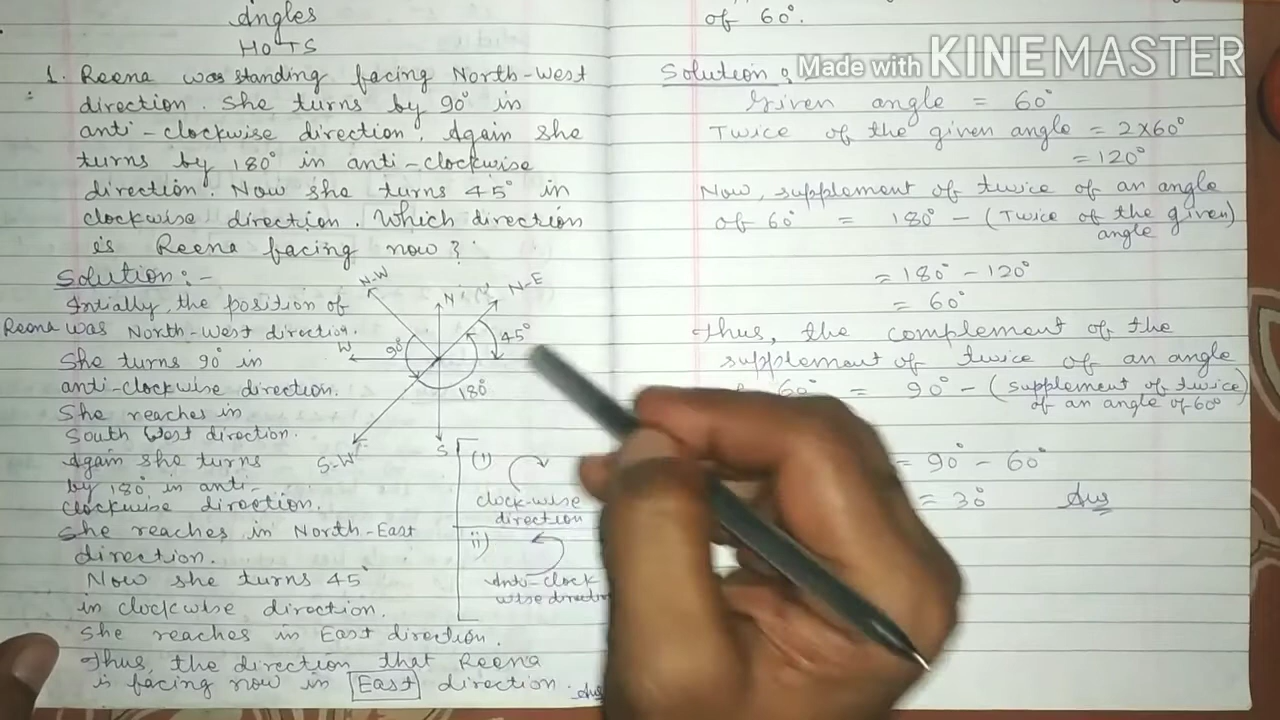 Angles
HOTS
1. Reena was standing facing North-West
direction. She turns by 90° in
anti-clockwise direction. Again she
turns by 180° in anti-clockwise
direction. Now she turns 45° in
clockwise direction. Which direction
is Reena facing now?
Solution:-
Intially, the position of
Reena was North-West direction.
She turns 90° in
anti-clockwise direction.
She reaches in
South West direction.
Again she turns
by 180° in anti-
clockwise direction.
She reaches in North-East
direction.
Now she turns 45°
in clockwise direction.
She reaches in East direction.
Thus, the direction that Reena
is facing now in East direction. Ans
N-W
N
N-E
W
90°
45°
180°
S-W
S
(i)
clock-wise
direction
ii)
Anti-clock
wise direction
of 60°.
Made with KINEMASTER
Solution:
Given angle = 60°
Twice of the given angle = 2×60°
= 120°
Now, supplement of twice of an angle
of 60° = 180° - (Twice of the given
angle)
= 180° - 120°
= 60°
Thus, the complement of the
supplement of twice of an angle
60° = 90° - (supplement of twice
of an angle of 60°
= 90° - 60°
= 30° Ans